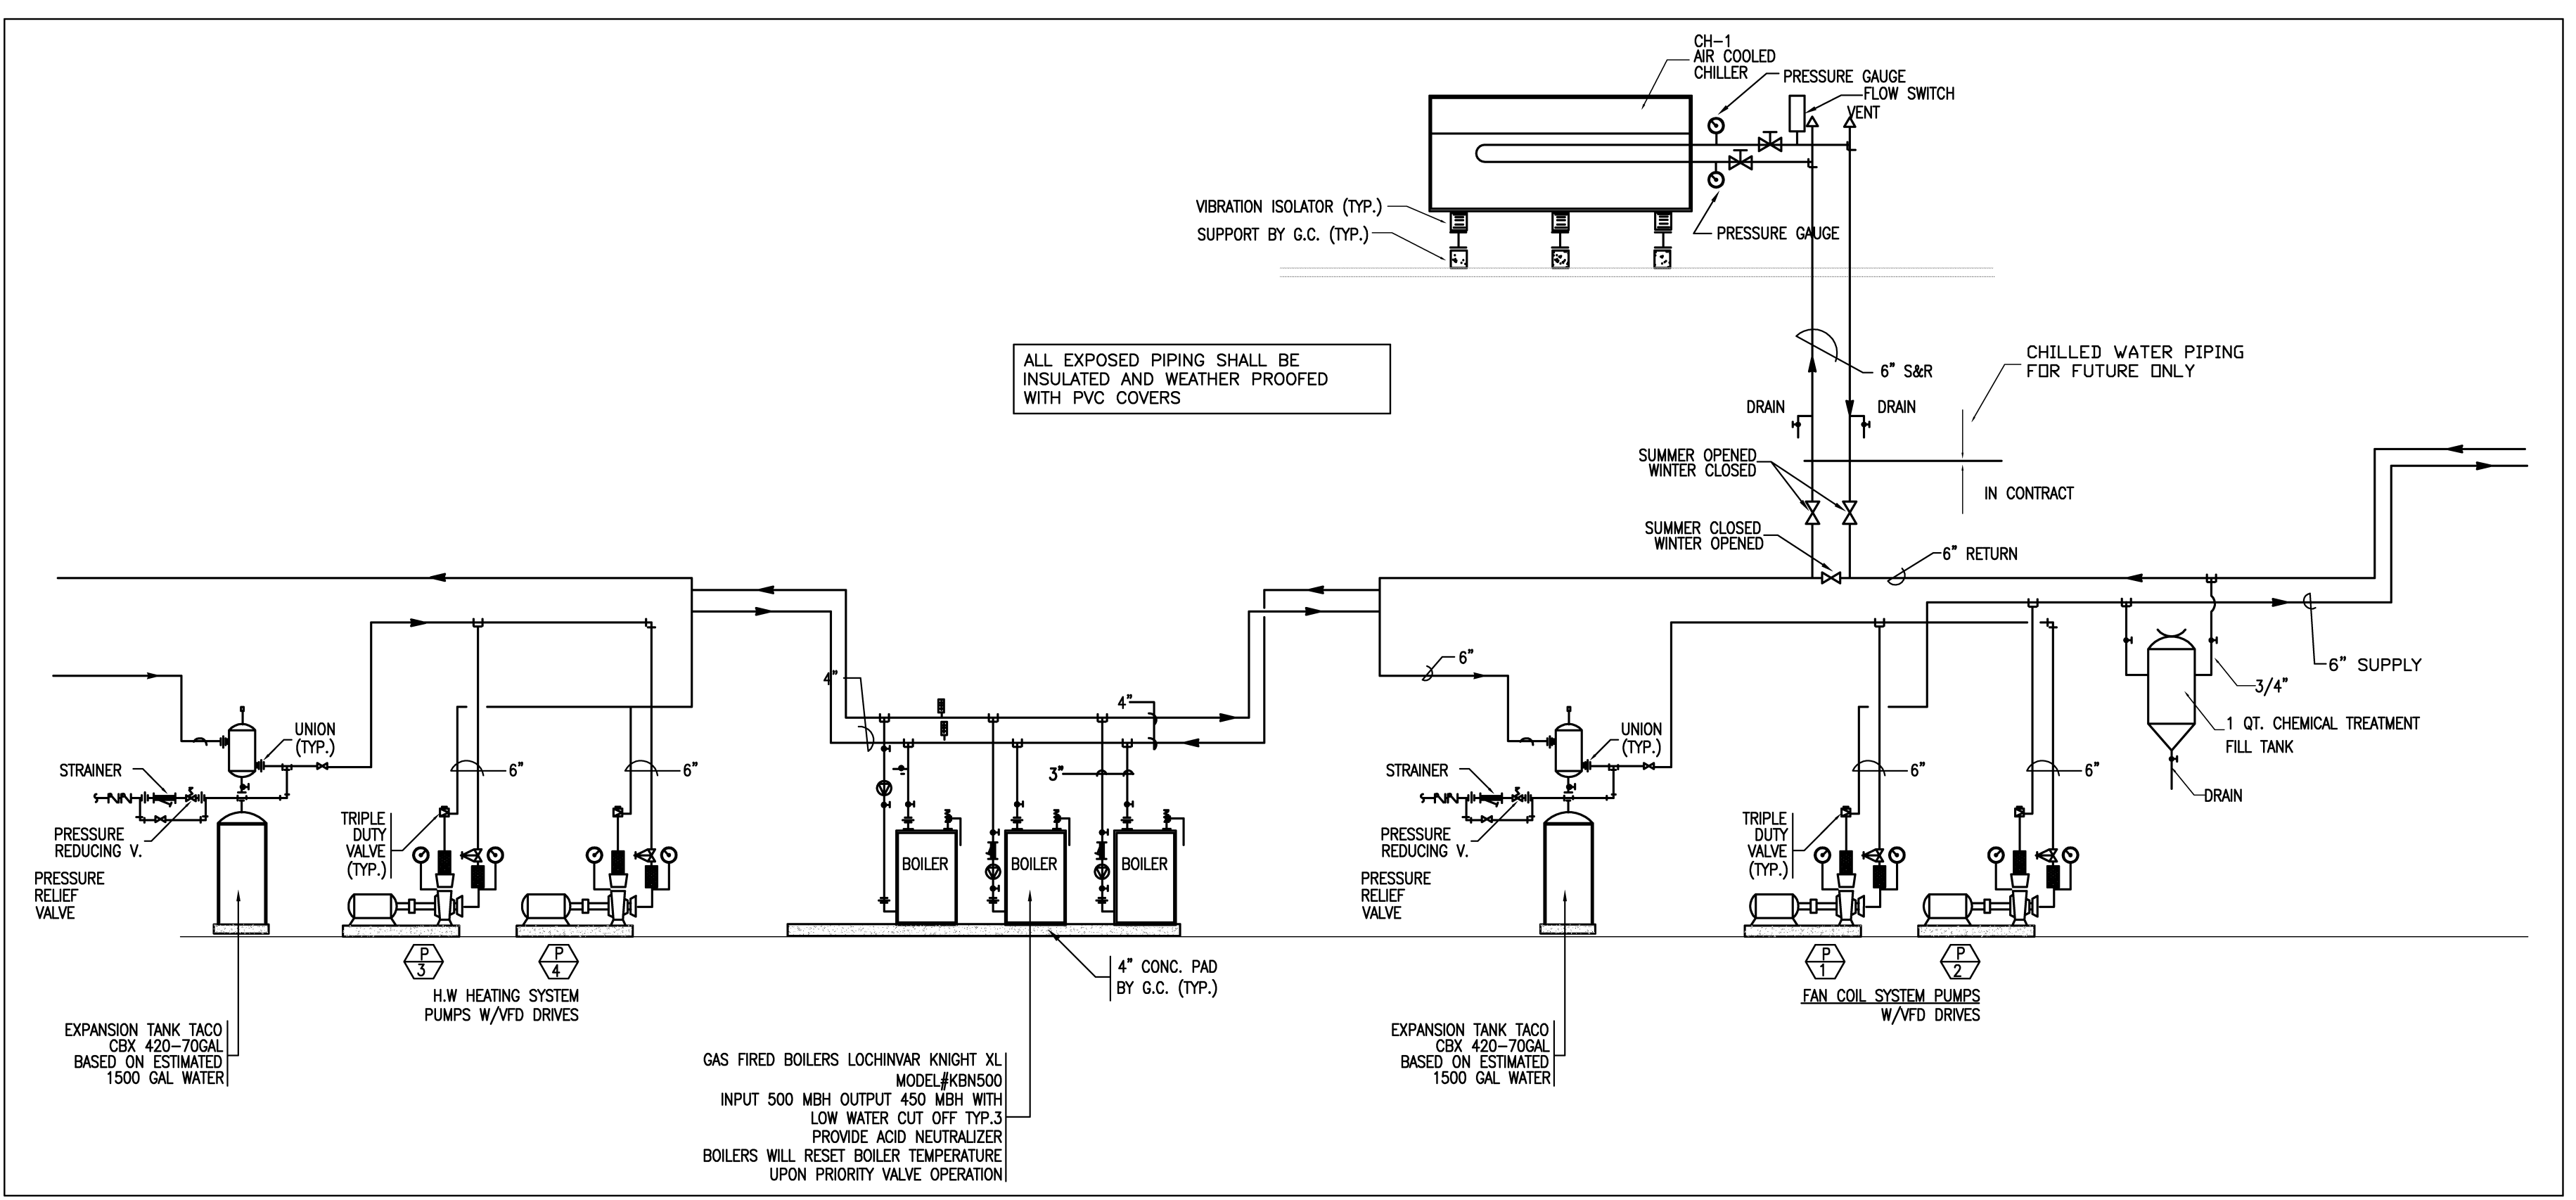 CH-1
AIR COOLED
CHILLER
PRESSURE GAUGE
FLOW SWITCH
VENT
VIBRATION ISOLATOR (TYP.)
SUPPORT BY G.C. (TYP.)
PRESSURE GAUGE
ALL EXPOSED PIPING SHALL BE
INSULATED AND WEATHER PROOFED
WITH PVC COVERS
6" S&R
CHILLED WATER PIPING
FOR FUTURE ONLY
DRAIN
DRAIN
SUMMER OPENED
WINTER CLOSED
IN CONTRACT
SUMMER CLOSED
WINTER OPENED
6" RETURN
6" SUPPLY
3/4"
1 QT. CHEMICAL TREATMENT
FILL TANK
DRAIN
UNION
(TYP.)
STRAINER
PRESSURE
REDUCING V.
PRESSURE
RELIEF
VALVE
TRIPLE
DUTY
VALVE
(TYP.)
6"
6"
4"
4"
3"
BOILER
BOILER
BOILER
6"
UNION
(TYP.)
STRAINER
PRESSURE
REDUCING V.
PRESSURE
RELIEF
VALVE
TRIPLE
DUTY
VALVE
(TYP.)
6"
6"
P
3
P
4
H.W HEATING SYSTEM
PUMPS W/VFD DRIVES
EXPANSION TANK TACO
CBX 420-70GAL
BASED ON ESTIMATED
1500 GAL WATER
4" CONC. PAD
BY G.C. (TYP.)
GAS FIRED BOILERS LOCHINVAR KNIGHT XL
MODEL#KBN500
INPUT 500 MBH OUTPUT 450 MBH WITH
LOW WATER CUT OFF TYP.3
PROVIDE ACID NEUTRALIZER
BOILERS WILL RESET BOILER TEMPERATURE
UPON PRIORITY VALVE OPERATION
EXPANSION TANK TACO
CBX 420-70GAL
BASED ON ESTIMATED
1500 GAL WATER
P
1
P
2
FAN COIL SYSTEM PUMPS
W/VFD DRIVES